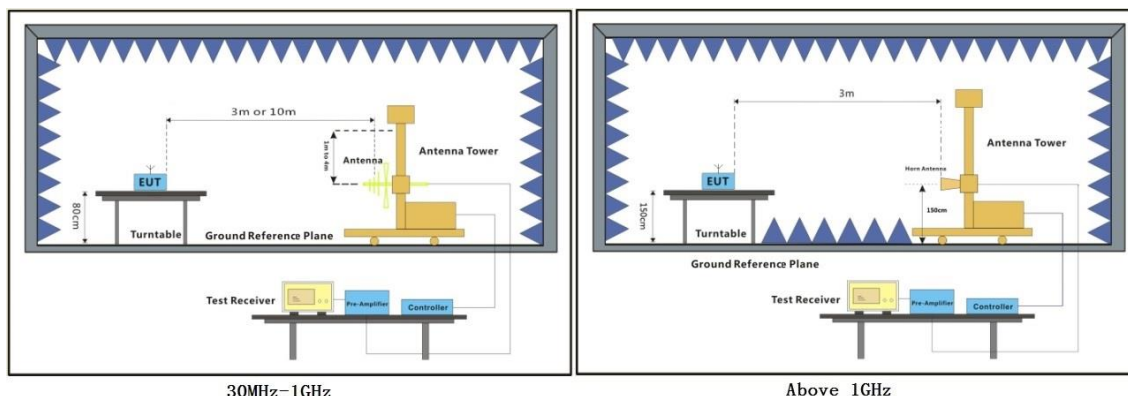 3m or 10m
1m to 4m
Antenna
Antenna Tower
EUT
80cm
Turntable
Ground Reference Plane
Test Receiver
Pre-Amplifier
Controller
30MHz-1GHz
3m
Antenna Tower
Horn Antenna
EUT
150cm
150cm
Turntable
Ground Reference Plane
Test Receiver
Pre-Amplifier
Controller
Above 1GHz